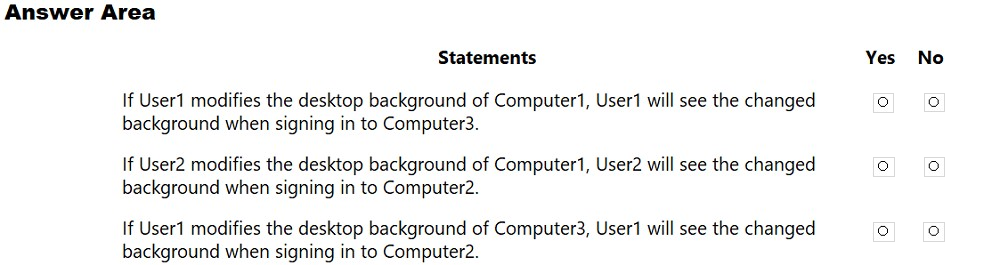 Answer Area
Statements Yes No
If User1 modifies the desktop background of Computer1, User1 will see the changed
background when signing in to Computer3.
If User2 modifies the desktop background of Computer1, User2 will see the changed
background when signing in to Computer2.
If User1 modifies the desktop background of Computer3, User1 will see the changed
background when signing in to Computer2.